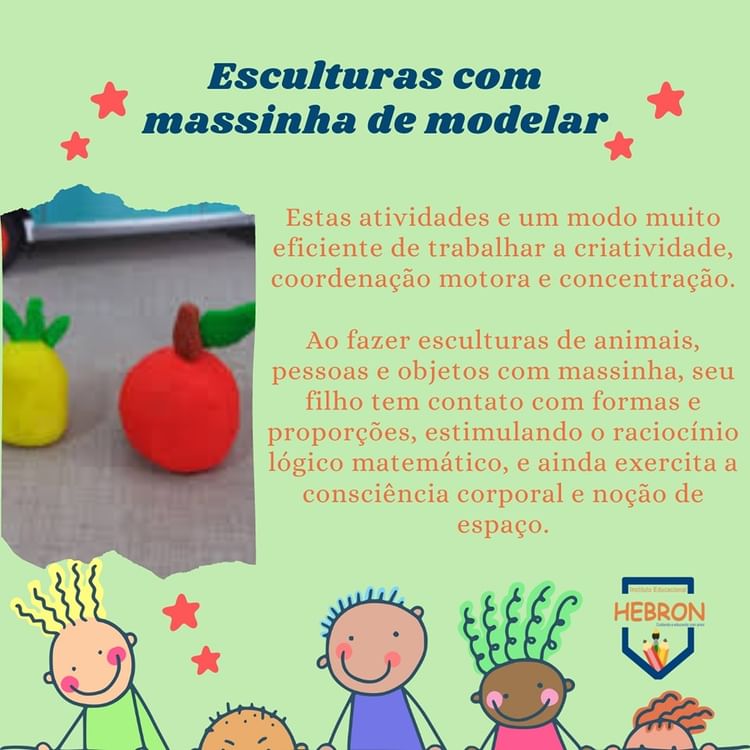 Esculturas com
massinha de modelar
Estas atividades e um modo muito
eficiente de trabalhar a criatividade,
coordenação motora e concentração.
Ao fazer esculturas de animais,
pessoas e objetos com massinha, seu
filho tem contato com formas e
proporções, estimulando o raciocínio
lógico matemático, e ainda exercita a
consciência corporal e noção de
espaço.
Instituto Educacional
HEBRON